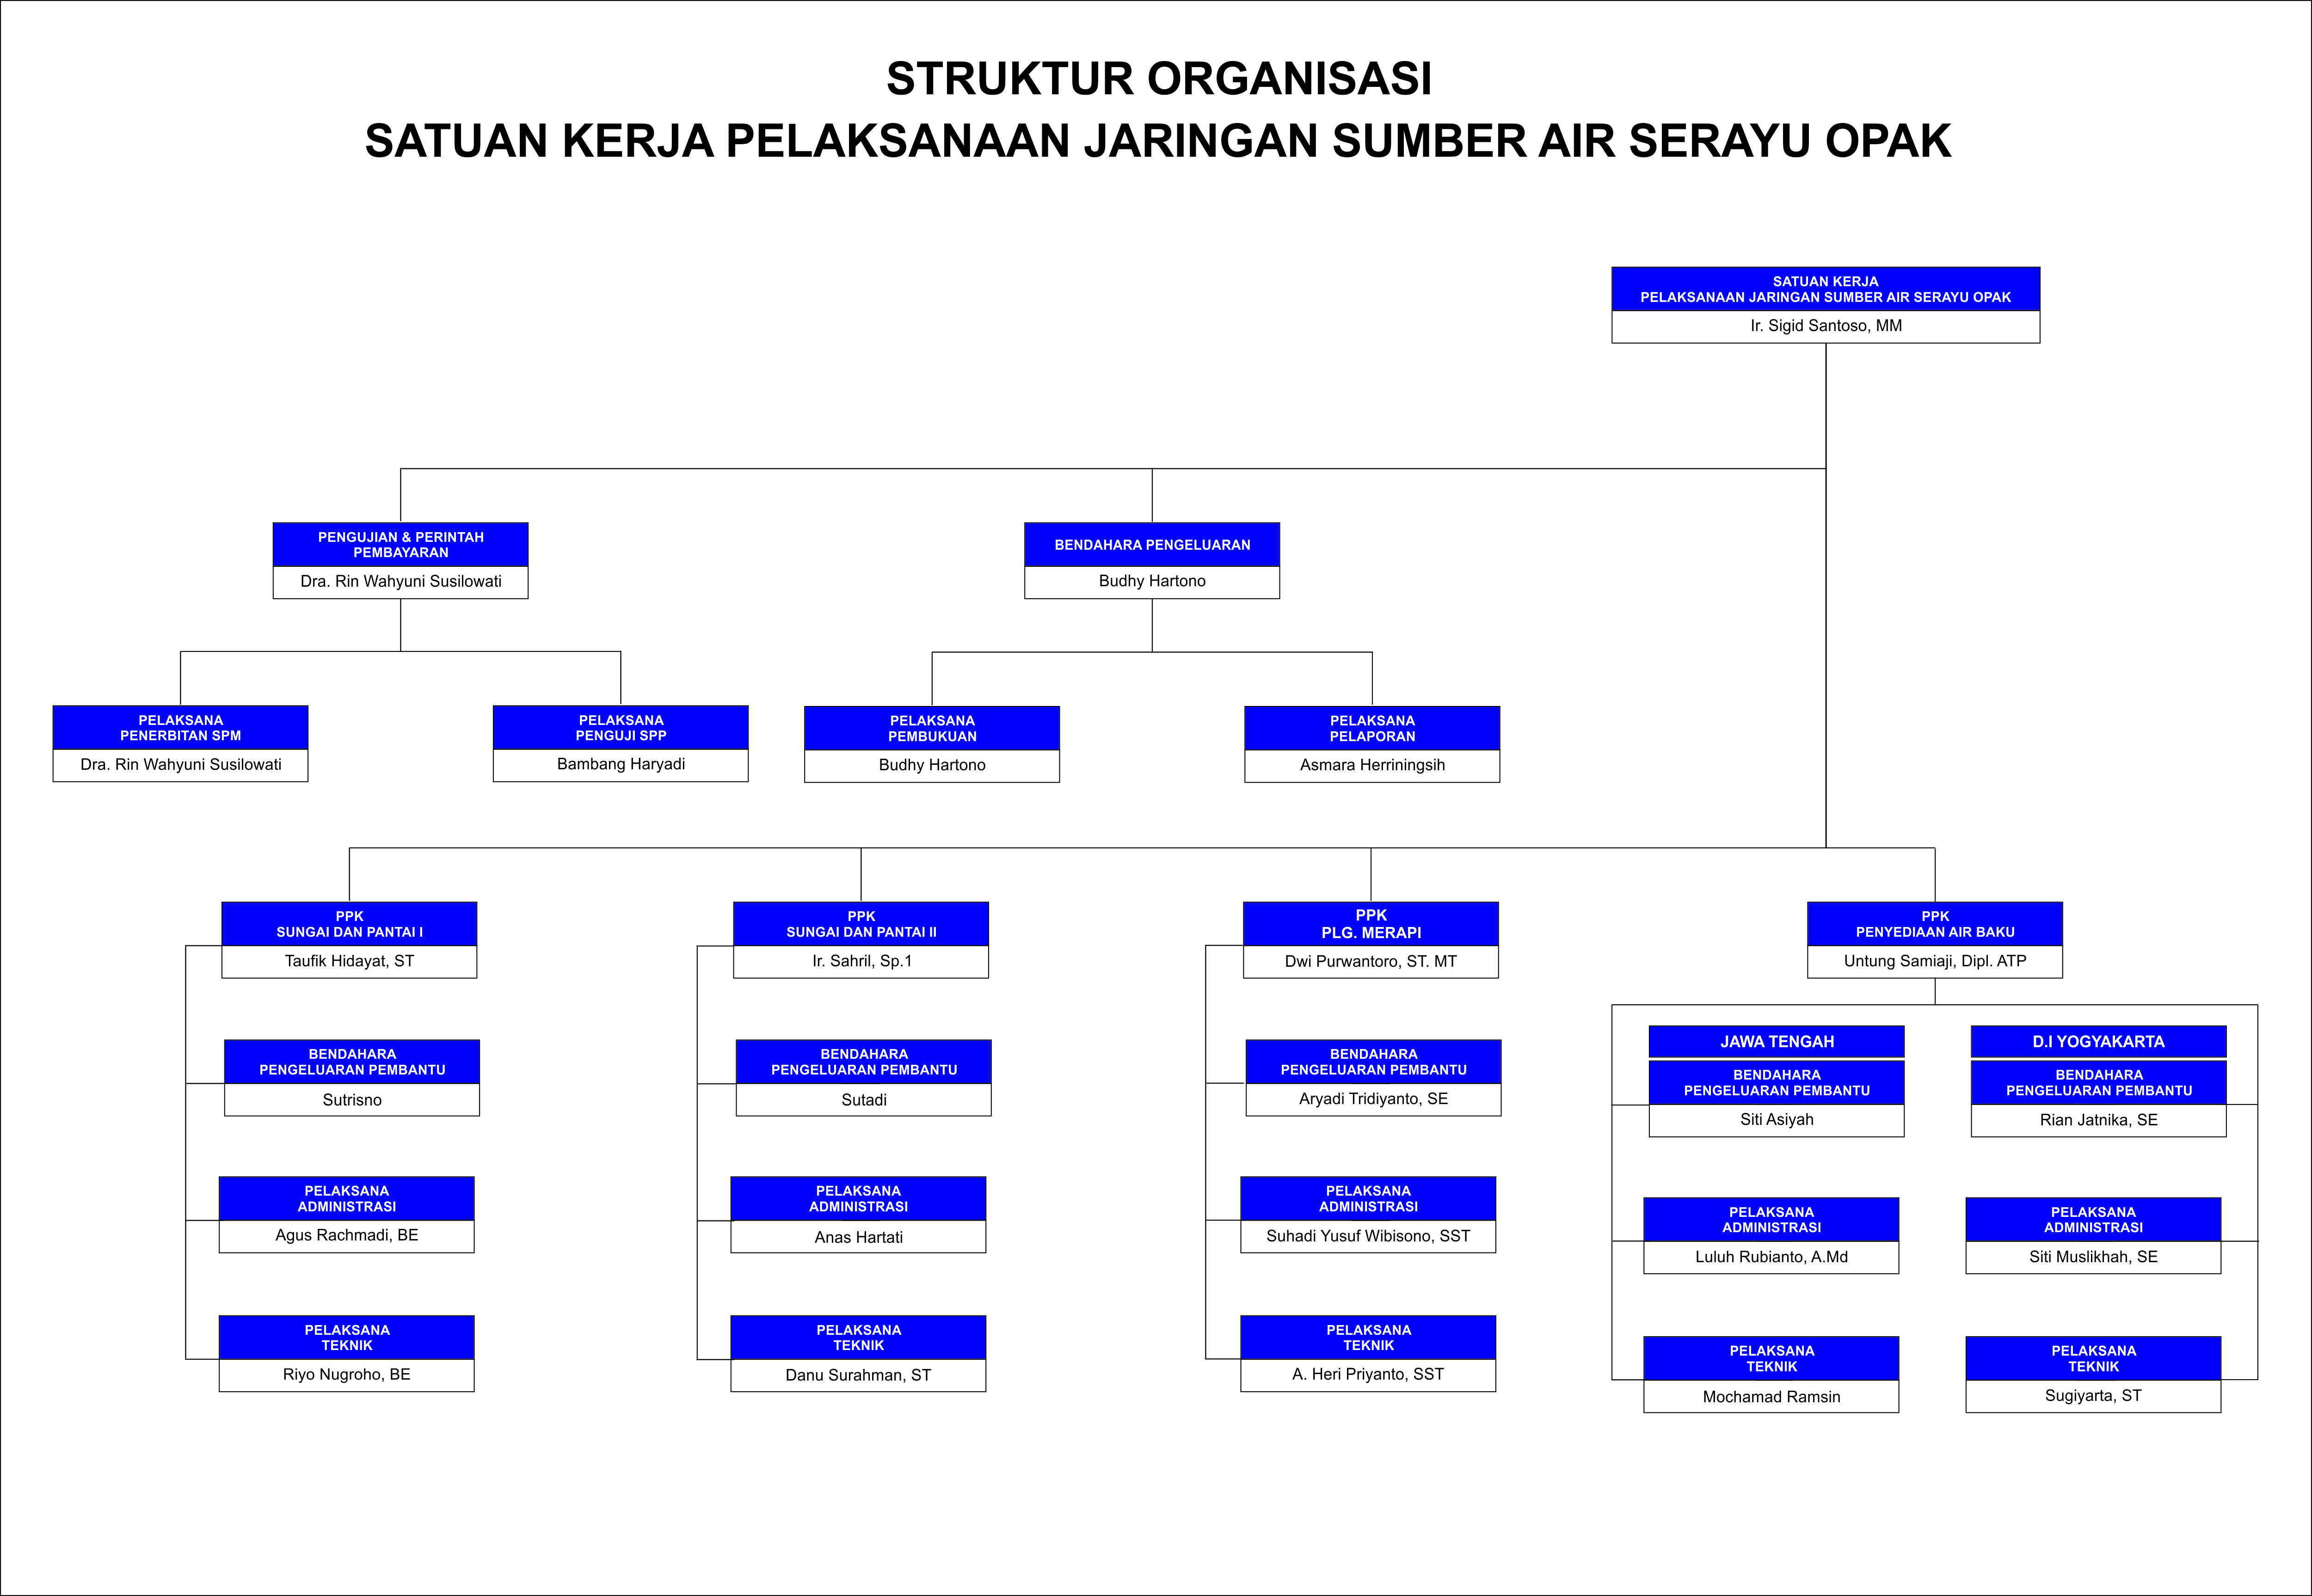 STRUKTUR ORGANISASI
SATUAN KERJA PELAKSANAAN JARINGAN SUMBER AIR SERAYU OPAK
SATUAN KERJA
PELAKSANAAN JARINGAN SUMBER AIR SERAYU OPAK
Ir. Sigid Santoso, MM
PENGUJIAN & PERINTAH
PEMBAYARAN
Dra. Rin Wahyuni Susilowati
BENDAHARA PENGELUARAN
Budhy Hartono
PELAKSANA
PENERBITAN SPM
Dra. Rin Wahyuni Susilowati
PELAKSANA
PENGUJI SPP
Bambang Haryadi
PELAKSANA
PEMBUKUAN
Budhy Hartono
PELAKSANA
PELAPORAN
Asmara Herriningsih
PPK
SUNGAI DAN PANTAI I
Taufik Hidayat, ST
BENDAHARA
PENGELUARAN PEMBANTU
Sutrisno
PELAKSANA
ADMINISTRASI
Agus Rachmadi, BE
PELAKSANA
TEKNIK
Riyo Nugroho, BE
PPK
SUNGAI DAN PANTAI II
Ir. Sahril, Sp.1
BENDAHARA
PENGELUARAN PEMBANTU
Sutadi
PELAKSANA
ADMINISTRASI
Anas Hartati
PELAKSANA
TEKNIK
Danu Surahman, ST
PPK
PLG. MERAPI
Dwi Purwantoro, ST. MT
BENDAHARA
PENGELUARAN PEMBANTU
Aryadi Tridiyanto, SE
PELAKSANA
ADMINISTRASI
Suhadi Yusuf Wibisono, SST
PELAKSANA
TEKNIK
A. Heri Priyanto, SST
PPK
PENYEDIAAN AIR BAKU
Untung Samiaji, Dipl. ATP
JAWA TENGAH
BENDAHARA
PENGELUARAN PEMBANTU
Siti Asiyah
PELAKSANA
ADMINISTRASI
Luluh Rubianto, A.Md
PELAKSANA
TEKNIK
Mochamad Ramsin
D.I YOGYAKARTA
BENDAHARA
PENGELUARAN PEMBANTU
Rian Jatnika, SE
PELAKSANA
ADMINISTRASI
Siti Muslikhah, SE
PELAKSANA
TEKNIK
Sugiyarta, ST